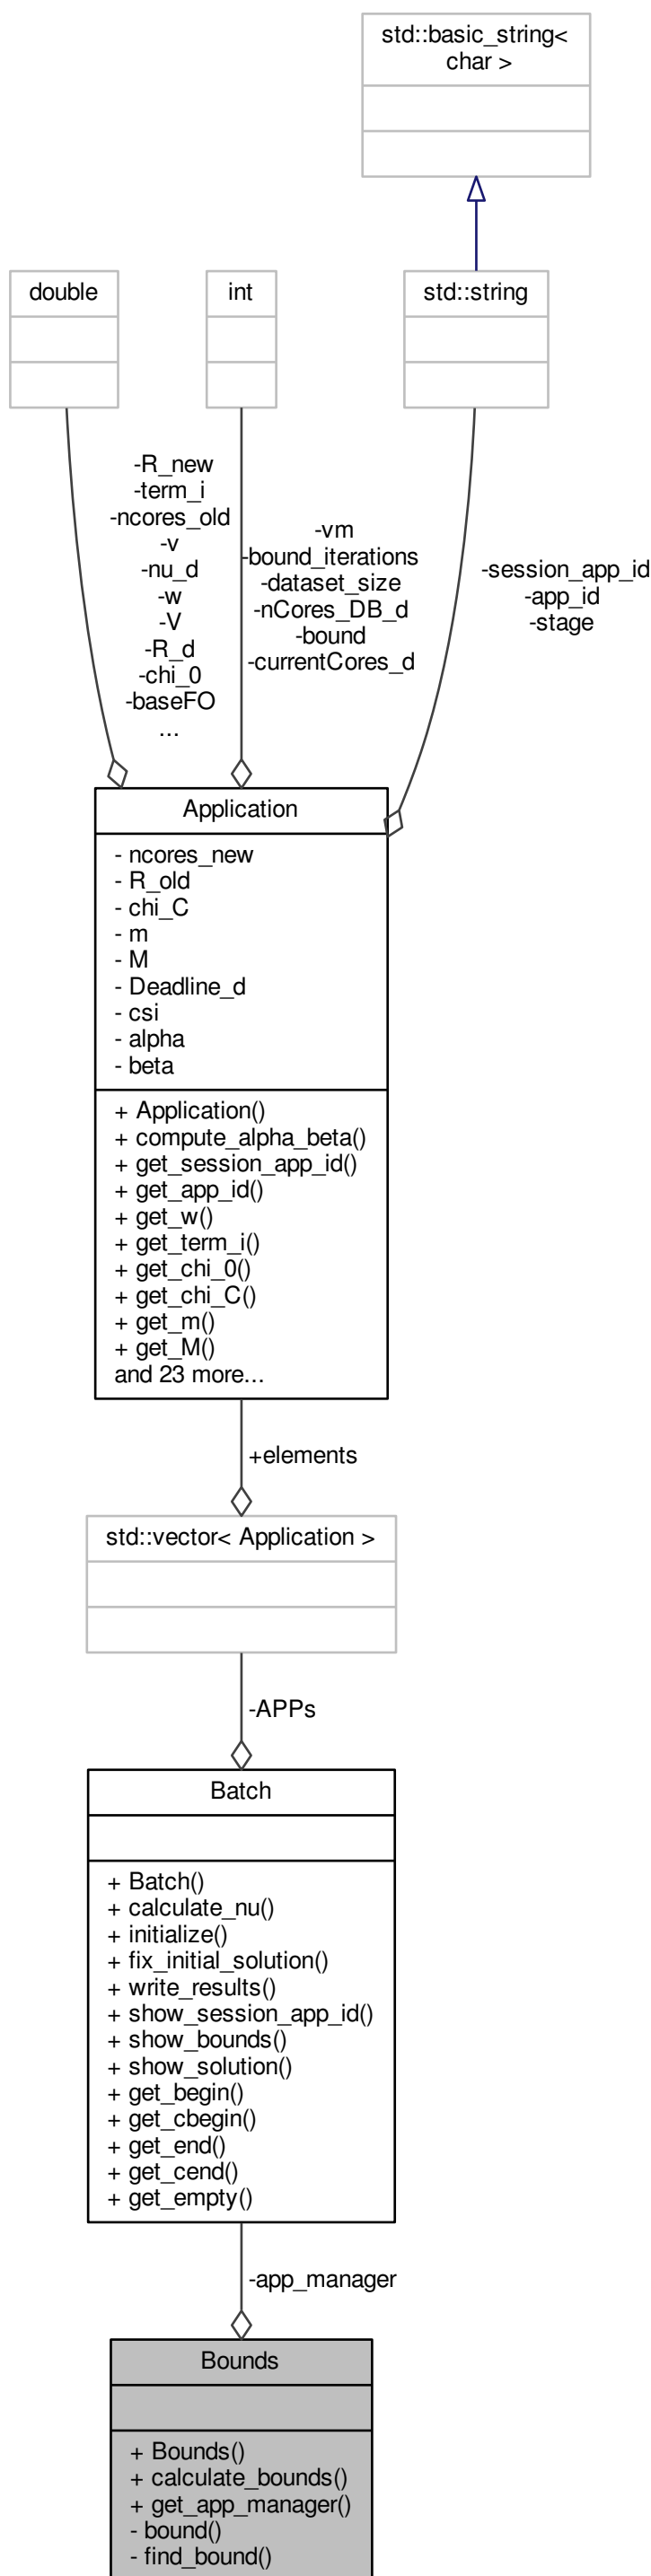 std::basic_string<
char >
double
int
std::string
-R_new
-term_i
-ncores_old
-v
-nu_d
-w
-V
-R_d
-chi_0
-baseFO
...
-vm
-bound_iterations
-dataset_size
-nCores_DB_d
-bound
-currentCores_d
-session_app_id
-app_id
-stage
Application
- ncores_new
- R_old
- chi_C
- m
- M
- Deadline_d
- csi
- alpha
- beta
+ Application()
+ compute_alpha_beta()
+ get_session_app_id()
+ get_app_id()
+ get_w()
+ get_term_i()
+ get_chi_0()
+ get_chi_C()
+ get_m()
+ get_M()
and 23 more...
+elements
std::vector< Application >
-APPs
Batch
+ Batch()
+ calculate_nu()
+ initialize()
+ fix_initial_solution()
+ write_results()
+ show_session_app_id()
+ show_bounds()
+ show_solution()
+ get_begin()
+ get_cbegin()
+ get_end()
+ get_cend()
+ get_empty()
-app_manager
Bounds
+ Bounds()
+ calculate_bounds()
+ get_app_manager()
- bound()
- find_bound()